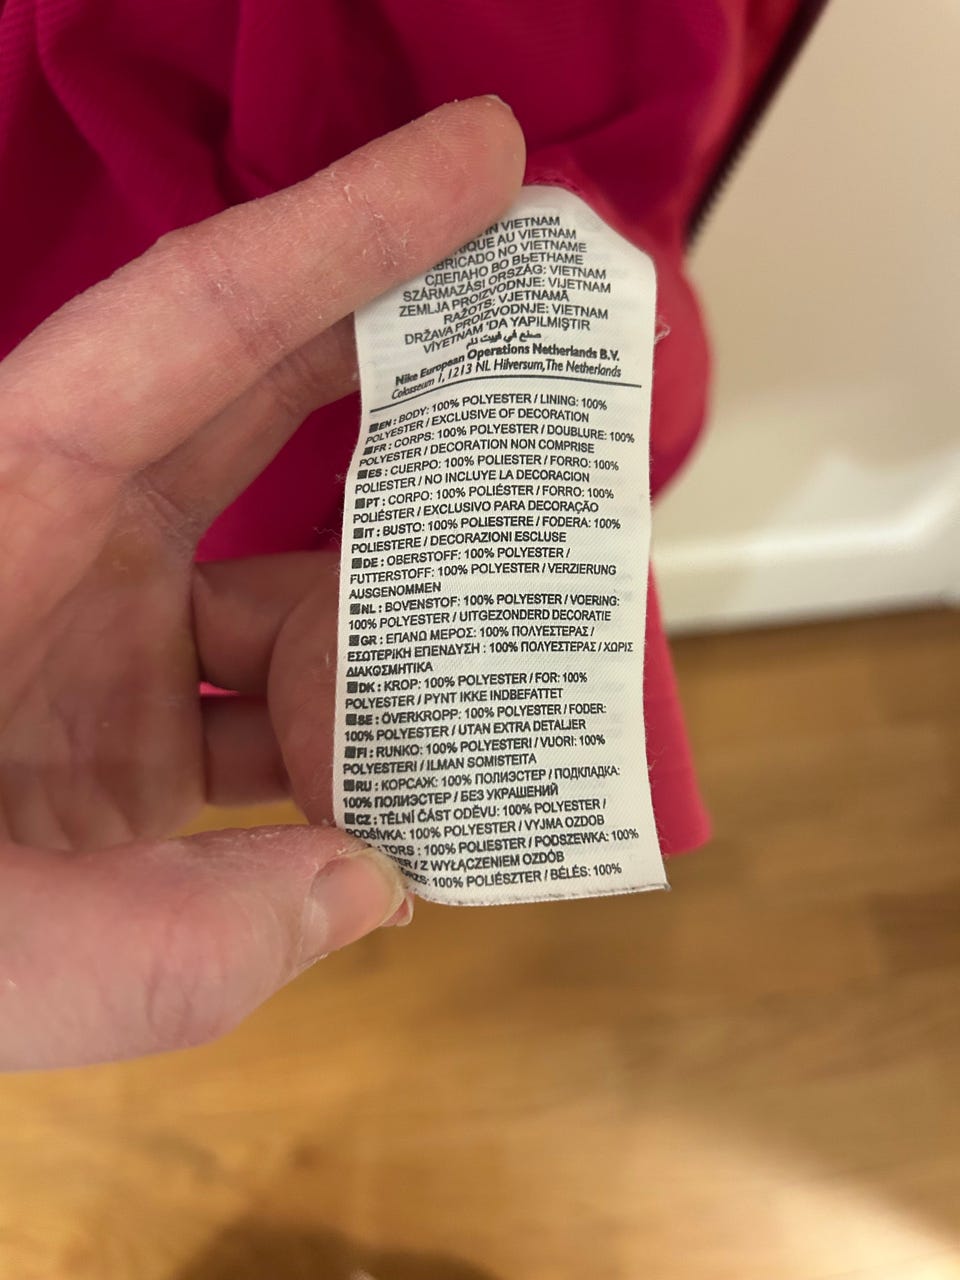 IN VIETNAM
AU VIETNAM
NO VIETNAME
СДЕЛАНО ВО ВЬЕТНАМЕ
SZÁRMAZÁSI ORSZÁG: VIETNAM
ZEMLJA PROIZVODNJE: VIJETNAM
RAŽOTS: VJETNAMĀ
DRŽAVA PROIZVODNJE: VIETNAM
VİYETNAM 'DA YAPILMIŞTIR
صنع في فييت نام
Nike European Operations Netherlands B.V.
Colosseum 1, 1213 NL Hilversum, The Netherlands
EN : BODY: 100% POLYESTER / LINING: 100%
POLYESTER / EXCLUSIVE OF DECORATION
FR : CORPS: 100% POLYESTER / DOUBLURE: 100%
POLYESTER / DECORATION NON COMPRISE
ES : CUERPO: 100% POLIESTER / FORRO: 100%
POLIESTER / NO INCLUYE LA DECORACION
PT : CORPO: 100% POLIÉSTER / FORRO: 100%
POLIÉSTER / EXCLUSIVO PARA DECORAÇÃO
IT : BUSTO: 100% POLIESTERE / FODERA: 100%
POLIESTERE / DECORAZIONI ESCLUSE
DE : OBERSTOFF: 100% POLYESTER /
FUTTERSTOFF: 100% POLYESTER / VERZIERUNG
AUSGENOMMEN
NL : BOVENSTOF: 100% POLYESTER / VOERING:
100% POLYESTER / UITGEZONDERD DECORATIE
GR : ΕΠΑΝΩ ΜΕΡΟΣ: 100% ΠΟΛΥΕΣΤΕΡΑΣ /
ΕΣΩΤΕΡΙΚΗ ΕΠΕΝΔΥΣΗ : 100% ΠΟΛΥΕΣΤΕΡΑΣ / ΧΩΡΙΣ
ΔΙΑΚΟΣΜΗΤΙΚΑ
DK : KROP: 100% POLYESTER / FOR: 100%
POLYESTER / PYNT IKKE INDBEFATTET
SE : ÖVERKROPP: 100% POLYESTER / FODER:
100% POLYESTER / UTAN EXTRA DETALJER
FI : RUNKO: 100% POLYESTERI / VUORI: 100%
POLYESTERI / ILMAN SOMISTEITA
RU : КОРСАЖ: 100% ПОЛИЭСТЕР / ПОДКЛАДКА:
100% ПОЛИЭСТЕР / БЕЗ УКРАШЕНИЙ
CZ : TĚLNÍ ČÁST ODĚVU: 100% POLYESTER /
PODŠÍVKA: 100% POLYESTER / VYJMA OZDOB
TORS : 100% POLIESTER / PODSZEWKA: 100%
/ Z WYŁĄCZENIEM OZDÓB
100% POLIÉSZTER / BÉLÉS: 100%